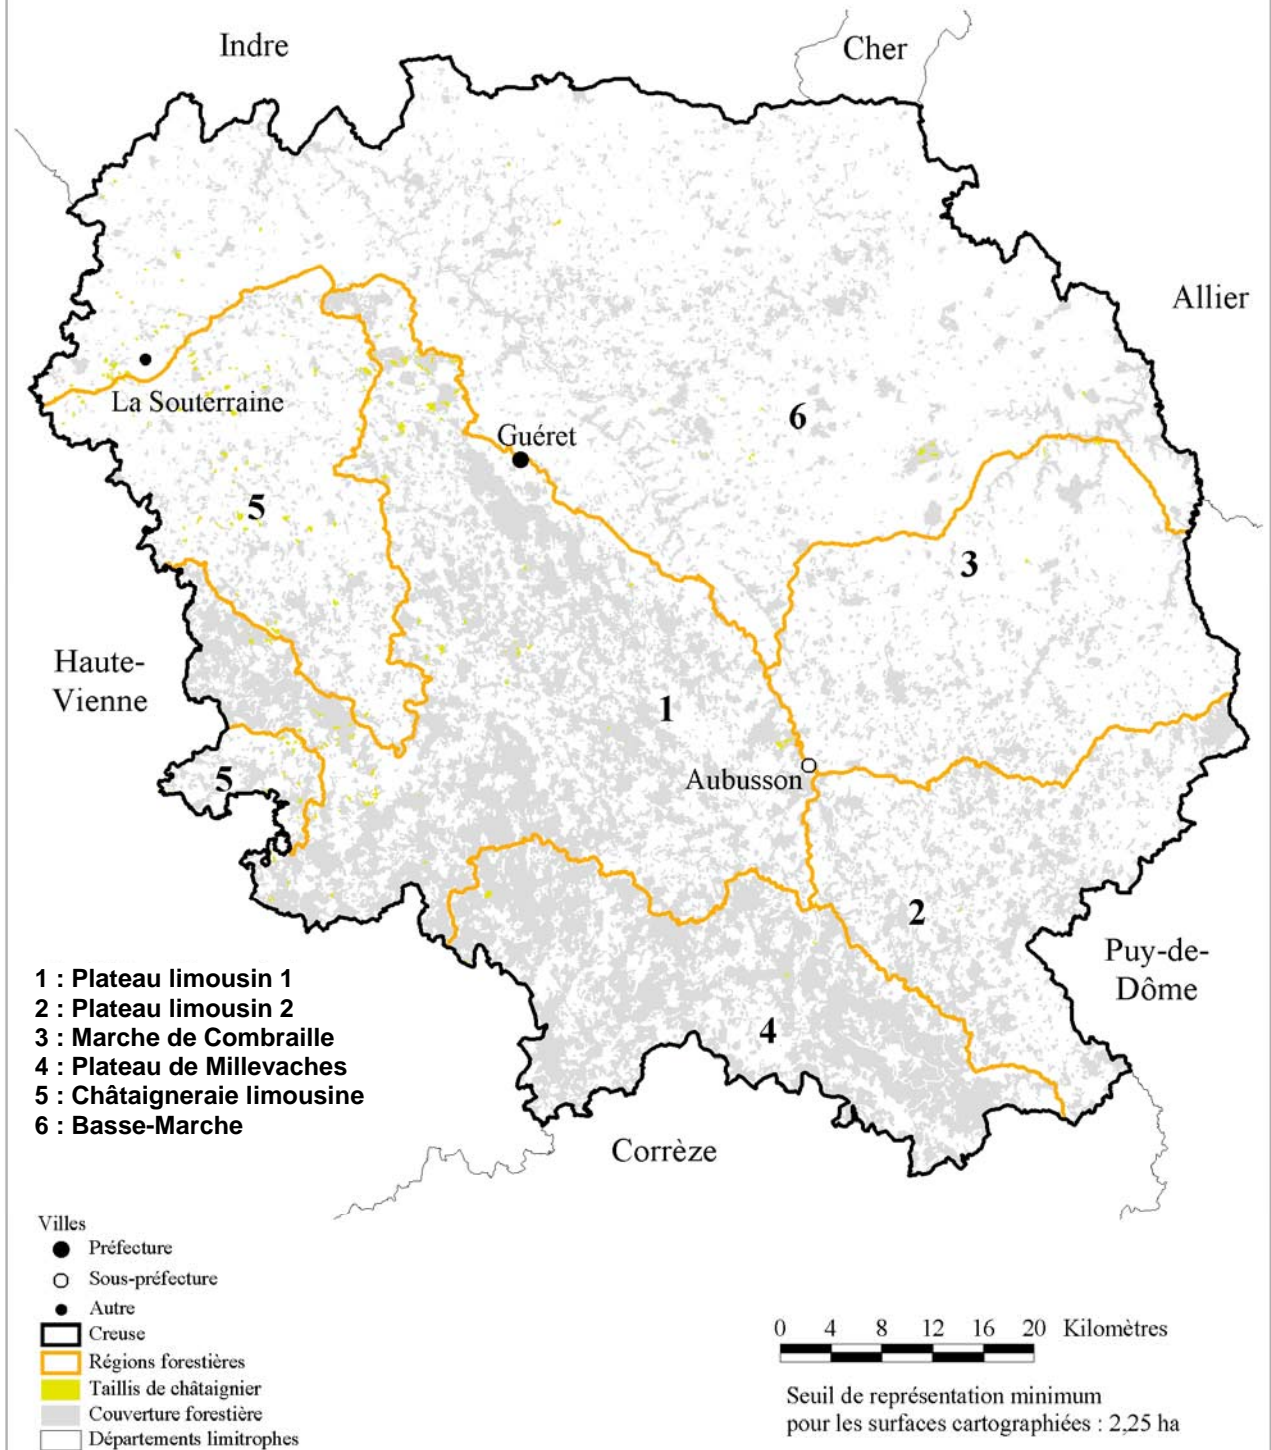 Indre
Cher
Allier
La Souterraine
6
Guéret
5
3
Haute-
Vienne
1
5
Aubusson
2
Puy-de-
Dôme
1 : Plateau limousin 1
2 : Plateau limousin 2
3 : Marche de Combraille
4 : Plateau de Millevaches
5 : Châtaigneraie limousine
6 : Basse-Marche
4
Corrèze
Villes
Préfecture
Sous-préfecture
Autre
Creuse
Régions forestières
Taillis de châtaignier
Couverture forestière
Départements limitrophes
0 4 8 12 16 20 Kilomètres
Seuil de représentation minimum
pour les surfaces cartographiées : 2,25 ha